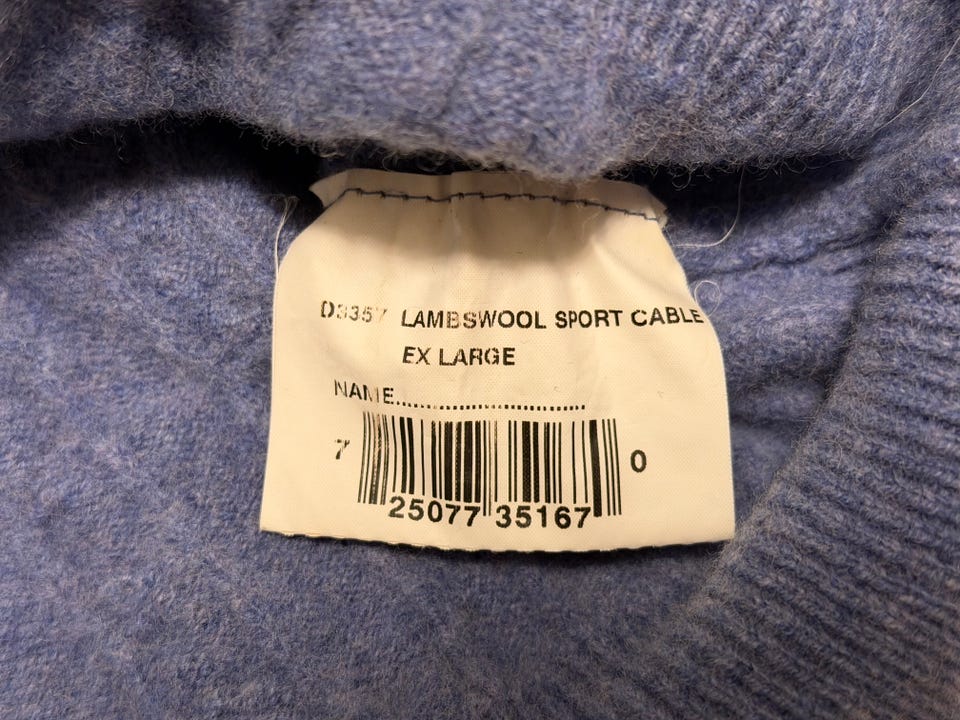 D3357 LAMBSWOOL SPORT CABLE
EX LARGE
NAME..............................
7 25077 35167 0